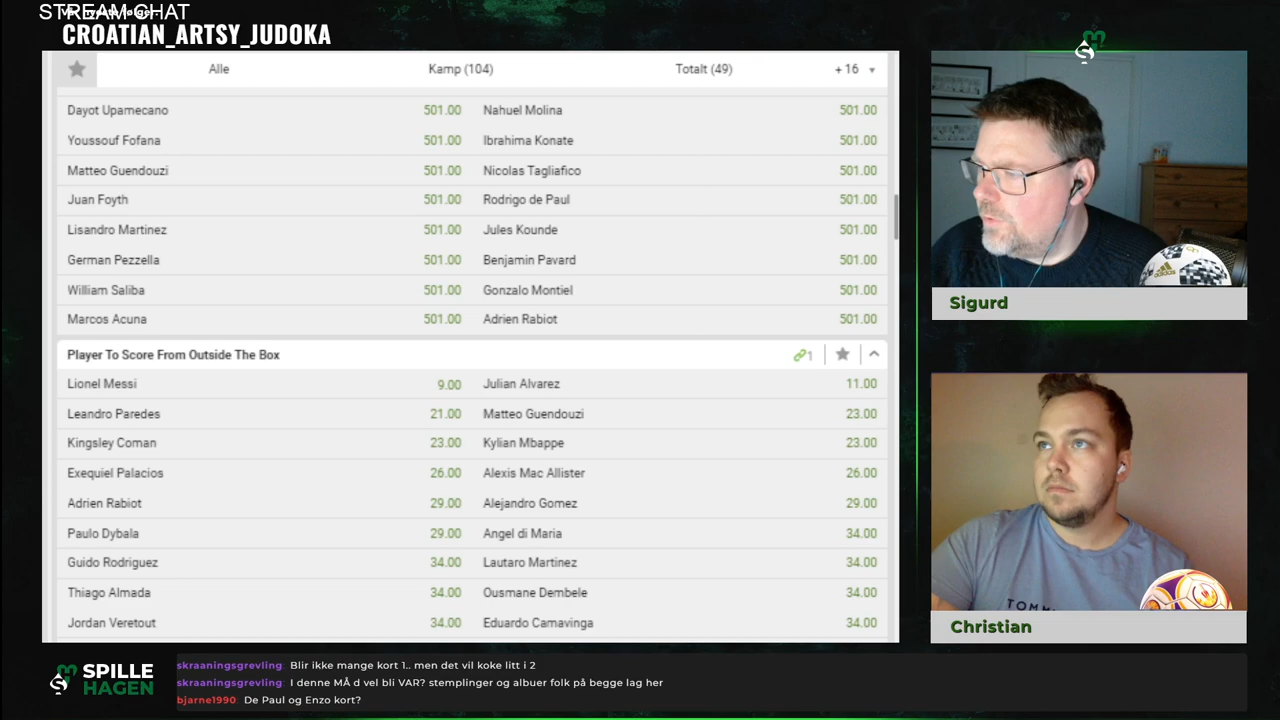 STREAM CHAT
CROATIAN_ARTSY_JUDOKA
Alle Kamp (104) Totalt (49) +16
Dayot Upamecano 501.00 Nahuel Molina 501.00
Youssouf Fofana 501.00 Ibrahima Konate 501.00
Matteo Guendouzi 501.00 Nicolas Tagliafico 501.00
Juan Foyth 501.00 Rodrigo de Paul 501.00
Lisandro Martinez 501.00 Jules Kounde 501.00
German Pezzella 501.00 Benjamin Pavard 501.00
William Saliba 501.00 Gonzalo Montiel 501.00
Marcos Acuna 501.00 Adrien Rabiot 501.00
Player To Score From Outside The Box 1
Lionel Messi 9.00 Julian Alvarez 11.00
Leandro Paredes 21.00 Matteo Guendouzi 23.00
Kingsley Coman 23.00 Kylian Mbappe 23.00
Exequiel Palacios 26.00 Alexis Mac Allister 26.00
Adrien Rabiot 29.00 Alejandro Gomez 29.00
Paulo Dybala 29.00 Angel di Maria 34.00
Guido Rodriguez 34.00 Lautaro Martinez 34.00
Thiago Almada 34.00 Ousmane Dembele 34.00
Jordan Veretout 34.00 Eduardo Camavinga 34.00
Sigurd
TOMM
Christian
SPILLE
HAGEN
skraaningsgrevling: Blir ikke mange kort 1.. men det vil koke litt i 2
skraaningsgrevling: I denne MÅ d vel bli VAR? stemplinger og albuer folk på begge lag her
bjarne1990: De Paul og Enzo kort?